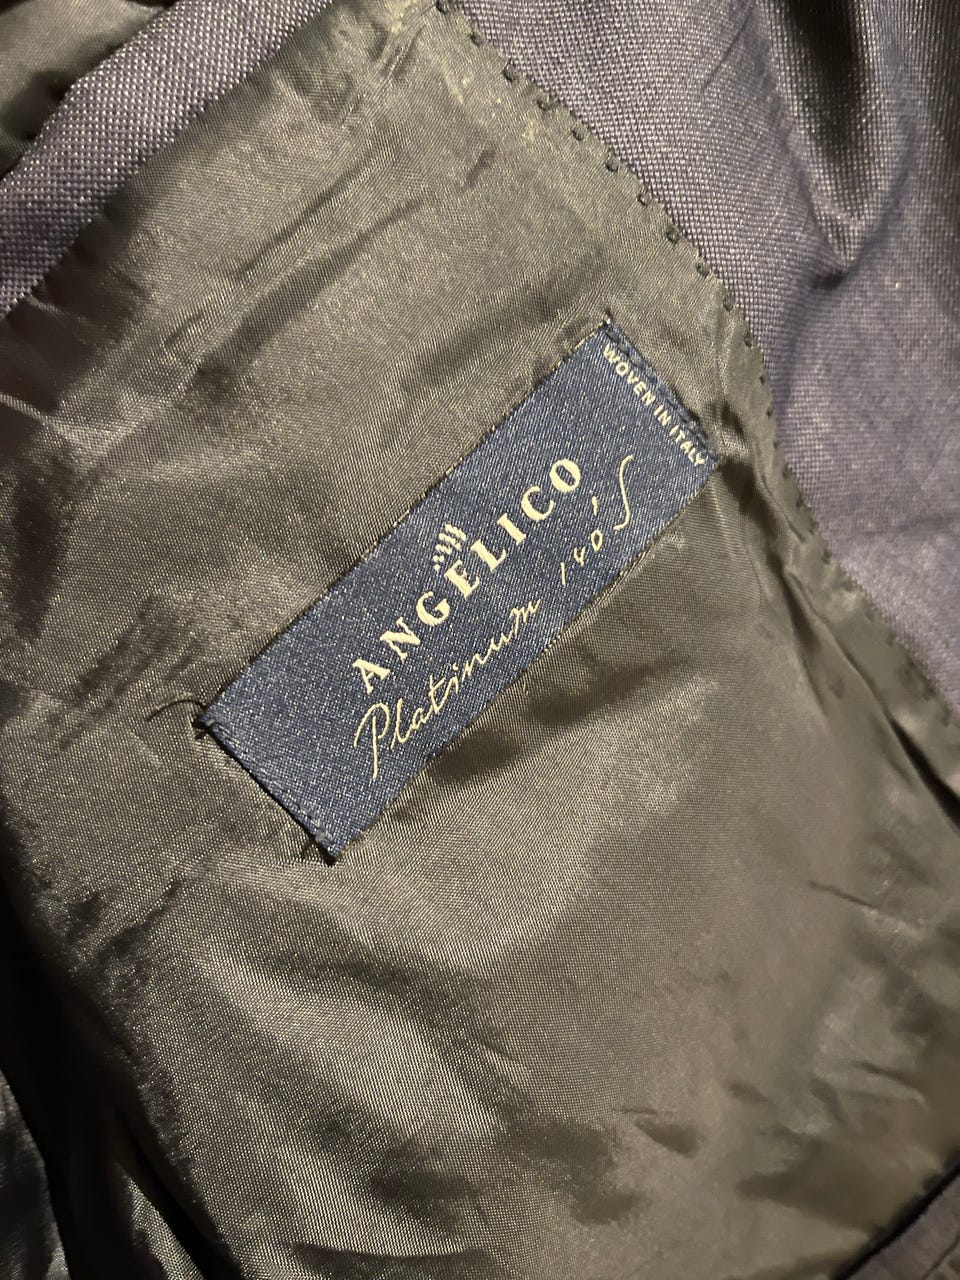 WOVEN IN ITALY
ANGELICO
Platinum 140'S